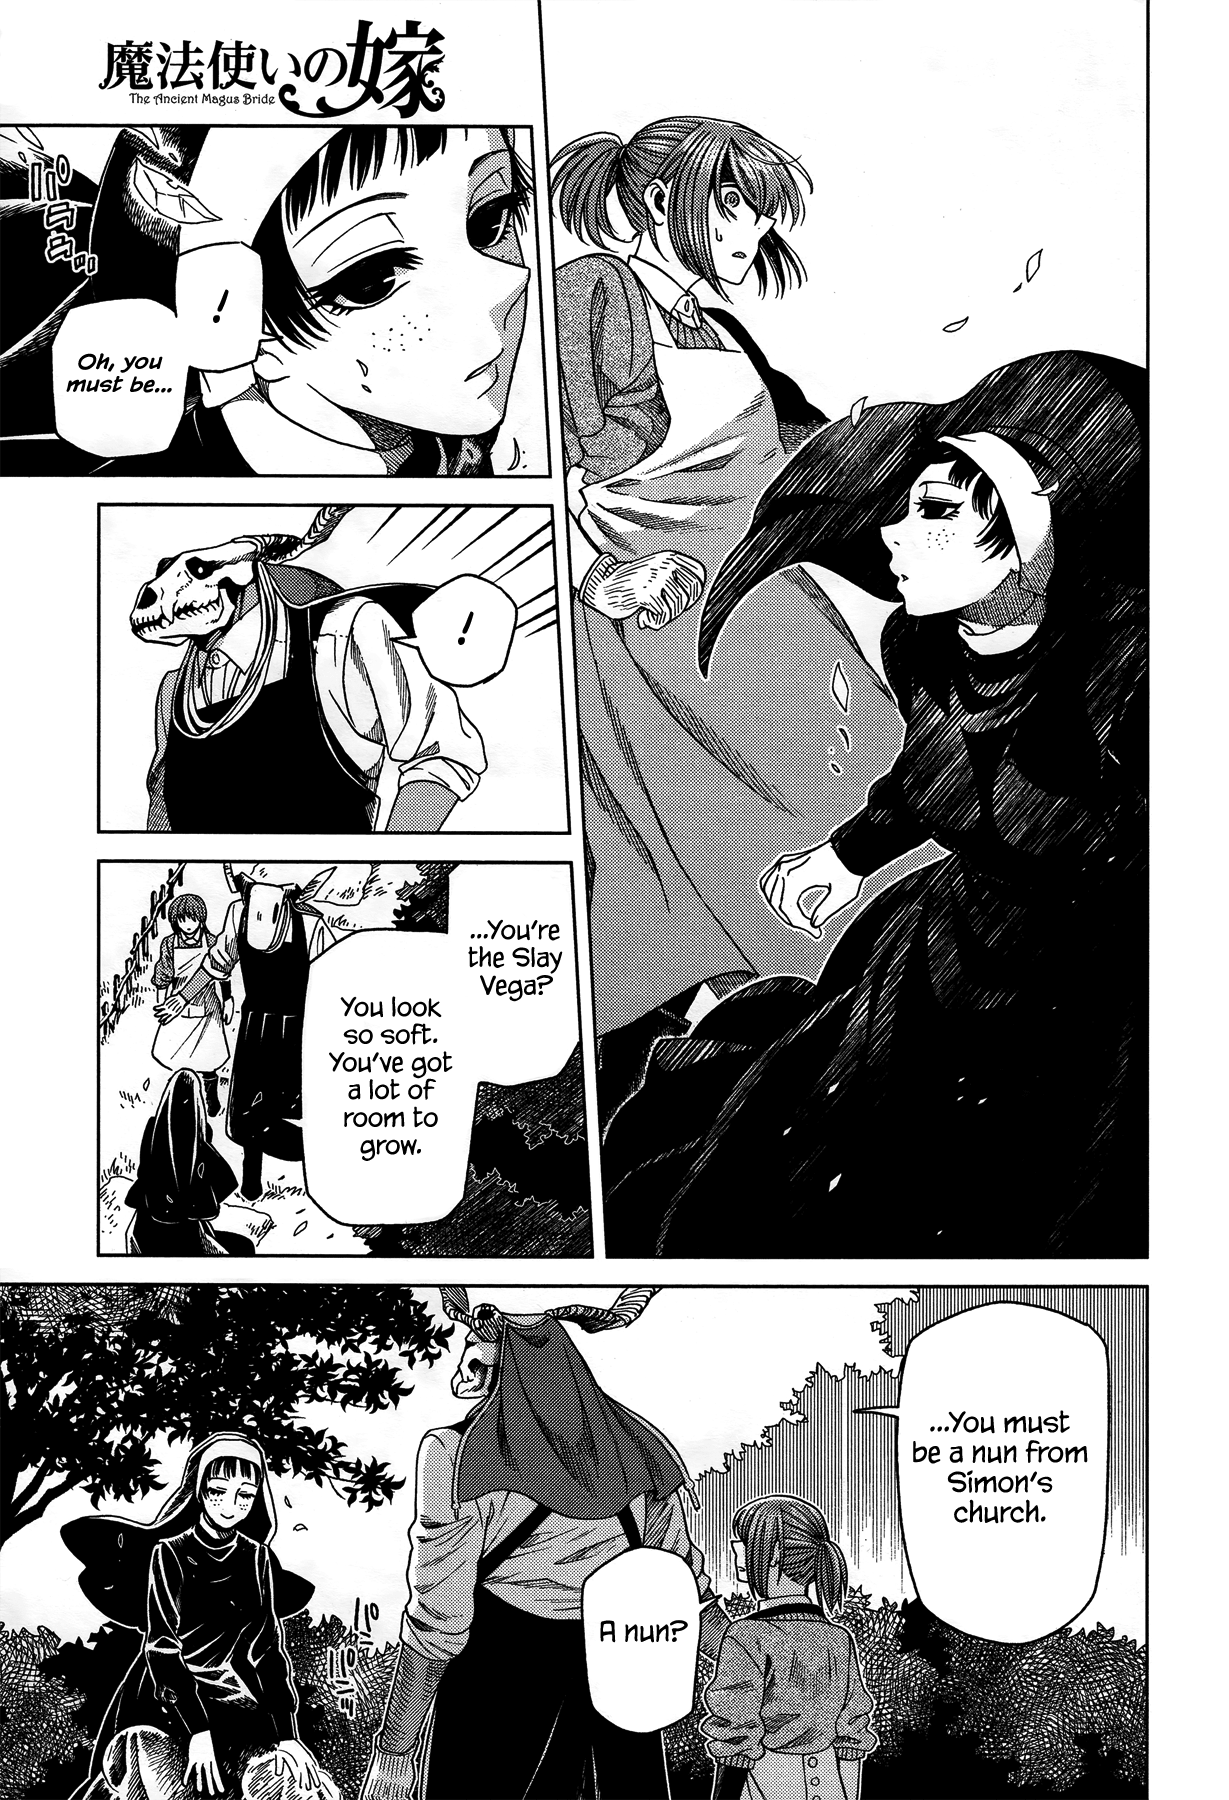 魔法使いの嫁
The Ancient Magus Bride
!
Oh, you
must be...
!
...You're
the Slay
Vega?
You look
so soft.
You've got
a lot of
room to
grow.
...You must
be a nun from
Simon's
church.
A nun?